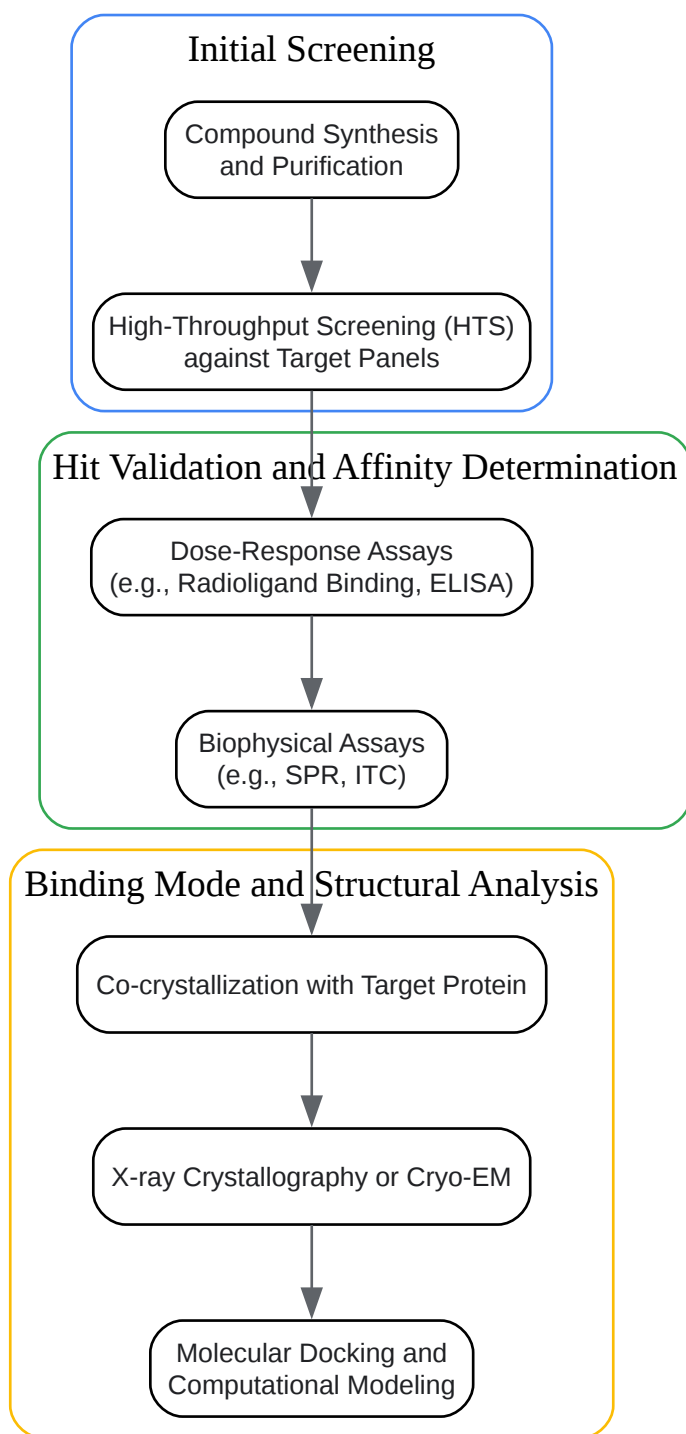 Initial Screening
Compound Synthesis
and Purification
High-Throughput Screening (HTS)
against Target Panels
Hit Validation and Affinity Determination
Dose-Response Assays
(e.g., Radioligand Binding, ELISA)
Biophysical Assays
(e.g., SPR, ITC)
Binding Mode and Structural Analysis
Co-crystallization with Target Protein
X-ray Crystallography or Cryo-EM
Molecular Docking and
Computational Modeling